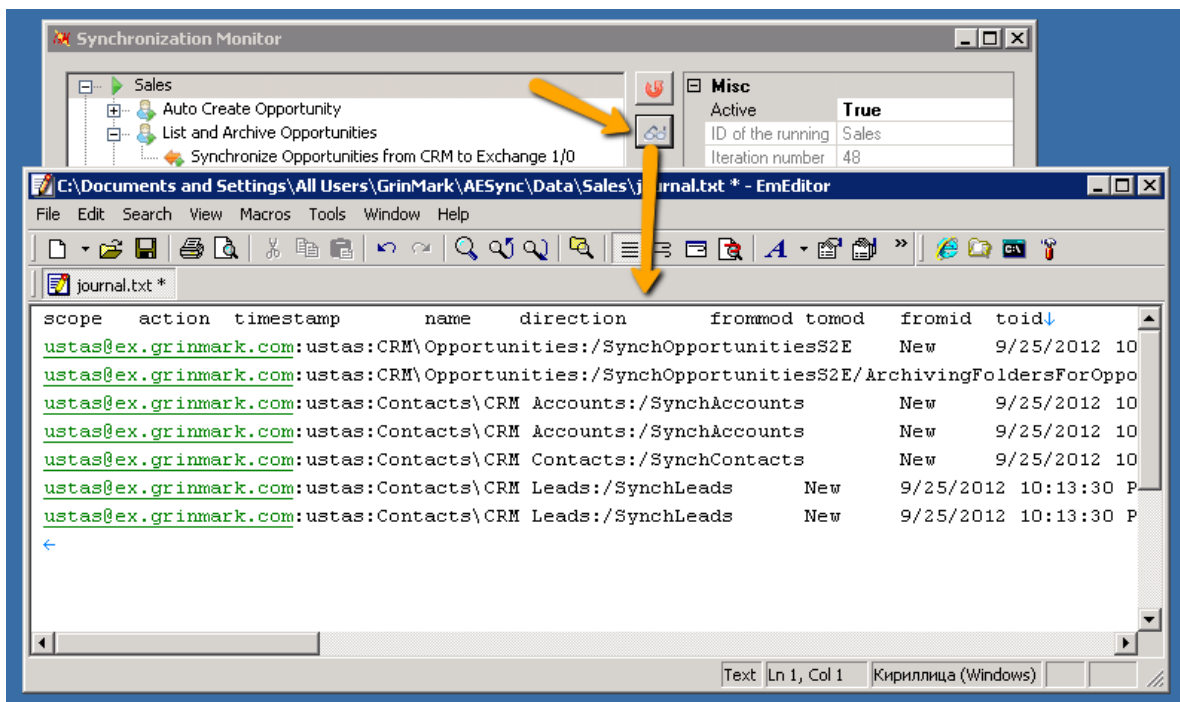 Synchronization Monitor
Sales
Auto Create Opportunity
List and Archive Opportunities
Synchronize Opportunities from CRM to Exchange 1/0
Misc
Active True
ID of the running Sales
Iteration number 48
C:\Documents and Settings\All Users\GrinMark\AESync\Data\Sales\journal.txt * - EmEditor
File Edit Search View Macros Tools Window Help
journal.txt *
scope action timestamp name direction frommod tomod fromid toid↓
ustas@ex.grinmark.com:ustas:CRM\Opportunities:/SynchOpportunitiesS2E New 9/25/2012 10
ustas@ex.grinmark.com:ustas:CRM\Opportunities:/SynchOpportunitiesS2E/ArchivingFoldersForOppo
ustas@ex.grinmark.com:ustas:Contacts\CRM Accounts:/SynchAccounts New 9/25/2012 10
ustas@ex.grinmark.com:ustas:Contacts\CRM Accounts:/SynchAccounts New 9/25/2012 10
ustas@ex.grinmark.com:ustas:Contacts\CRM Contacts:/SynchContacts New 9/25/2012 10
ustas@ex.grinmark.com:ustas:Contacts\CRM Leads:/SynchLeads New 9/25/2012 10:13:30 P
ustas@ex.grinmark.com:ustas:Contacts\CRM Leads:/SynchLeads New 9/25/2012 10:13:30 P
←
Text Ln 1, Col 1 Кириллица (Windows)